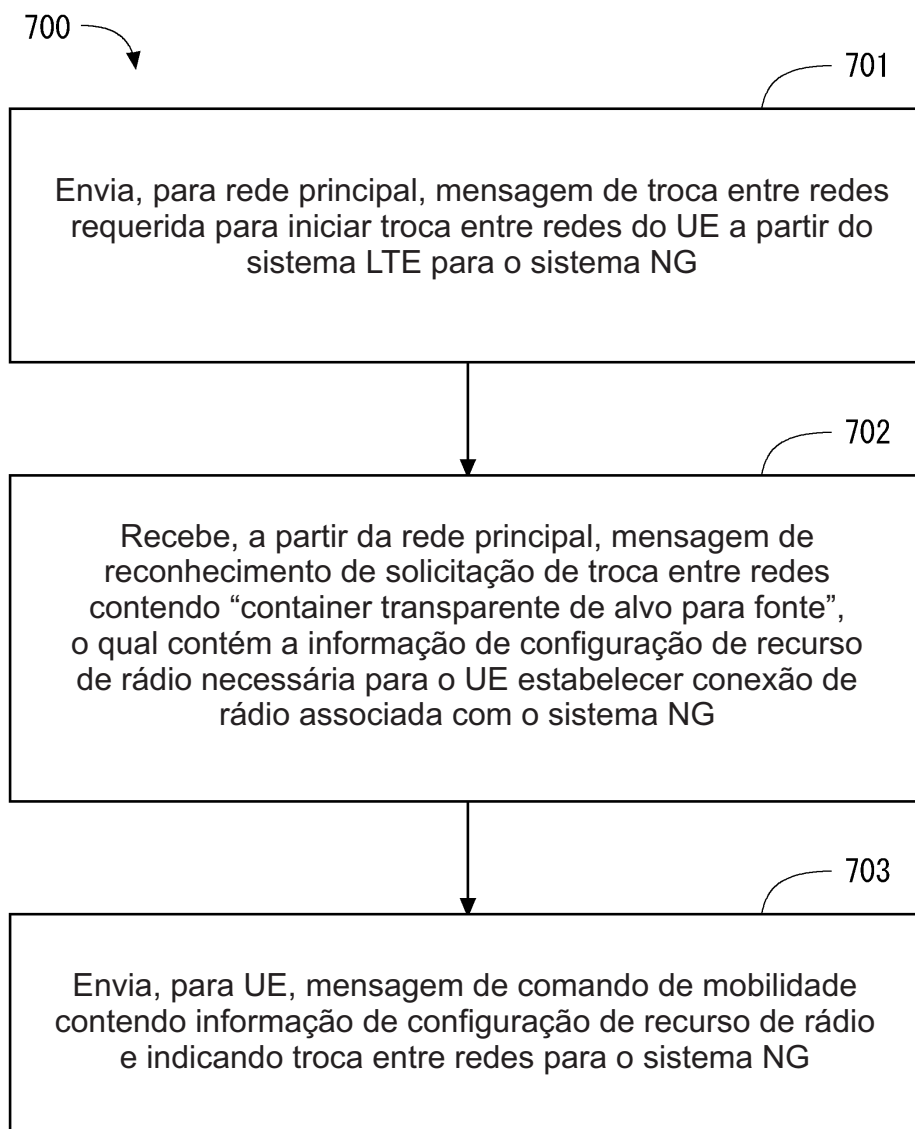 700
701
Envia, para rede principal, mensagem de troca entre redes
requerida para iniciar troca entre redes do UE a partir do
sistema LTE para o sistema NG
702
Recebe, a partir da rede principal, mensagem de
reconhecimento de solicitação de troca entre redes
contendo “container transparente de alvo para fonte”,
o qual contém a informação de configuração de recurso
de rádio necessária para o UE estabelecer conexão de
rádio associada com o sistema NG
703
Envia, para UE, mensagem de comando de mobilidade
contendo informação de configuração de recurso de rádio
e indicando troca entre redes para o sistema NG